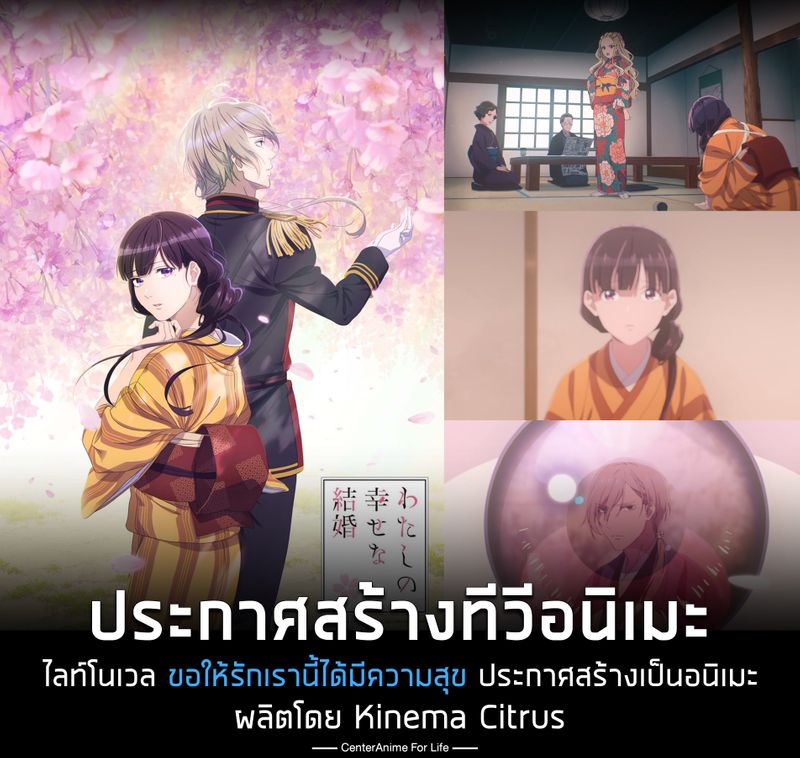 わたしの
幸せな
結婚
ประกาศสร้างทีวีอนิเมะ
ไลท์โนเวล ขอให้รักเรานี้ได้มีความสุข ประกาศสร้างเป็นอนิเมะ
ผลิตโดย Kinema Citrus
CenterAnime For Life